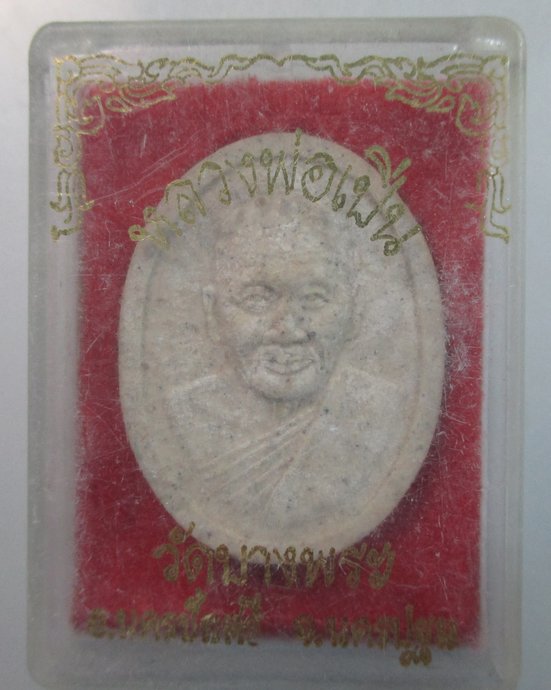 หลวงพ่อเปิ่น
วัดบางพระ
อ.นครชัยศรี จ.นครปฐม